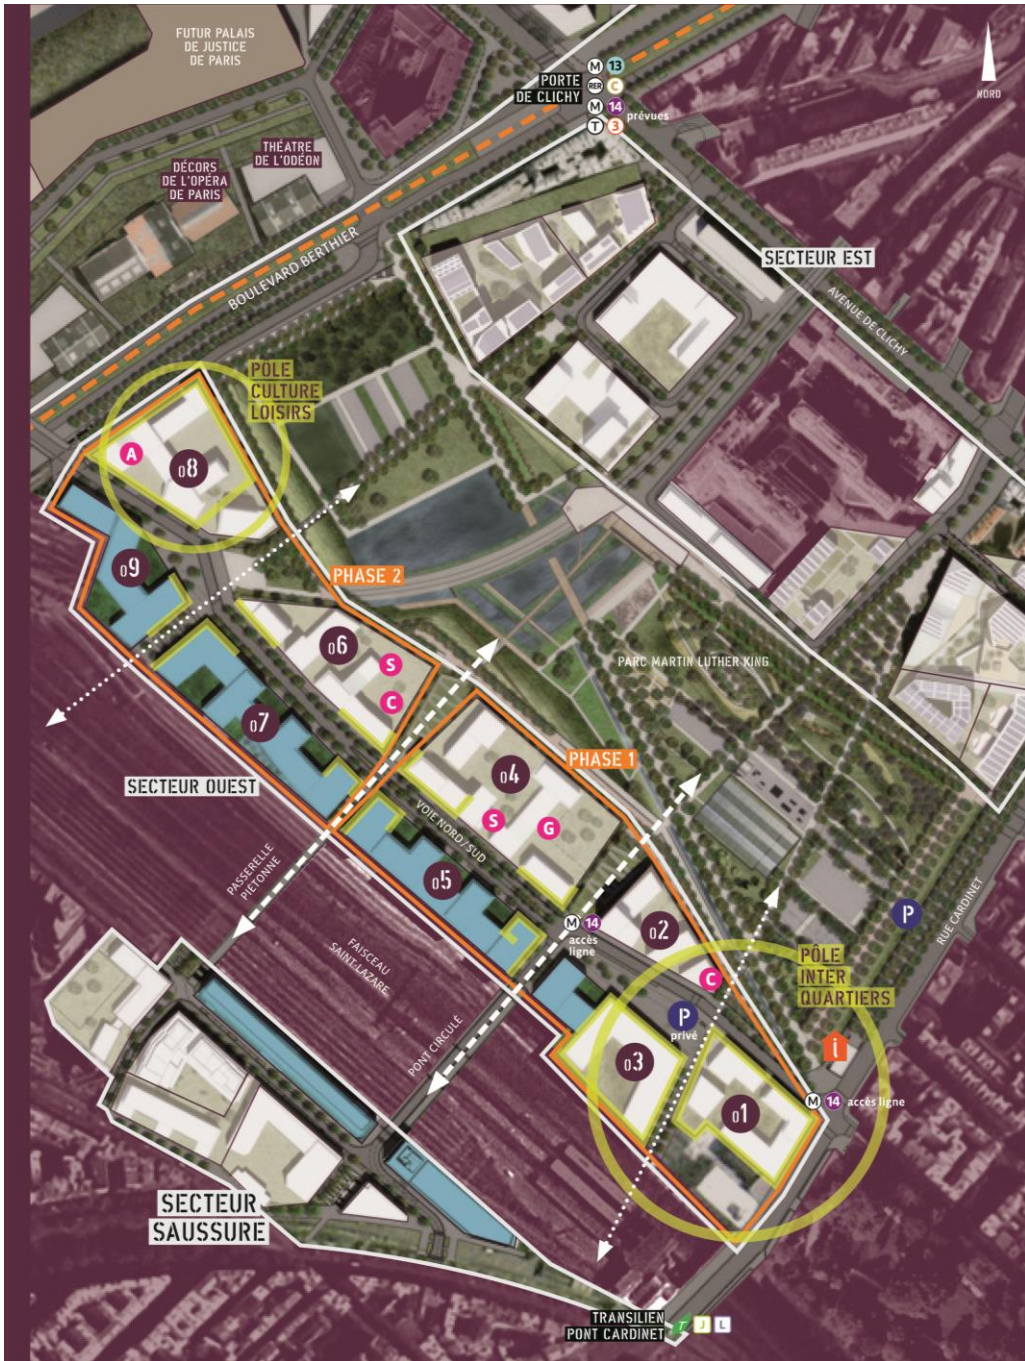 FUTUR PALAIS
DE JUSTICE
DE PARIS
M 13
PORTE
DE CLICHY
RER C
M 14
prévues
T 3
NORD
THÉATRE
DE L'ODÉON
DÉCORS
DE L'OPÉRA
DE PARIS
BOULEVARD BERTHIER
SECTEUR EST
AVENUE DE CLICHY
PÔLE
CULTURE
LOISIRS
A
08
09
PHASE 2
06
S
C
PARC MARTIN LUTHER KING
07
SECTEUR OUEST
PHASE 1
04
S
G
VOIE NORD/SUD
PASSERELLE
PIÉTONNE
05
FAISCEAU
SAINT-LAZARE
M 14
accès
ligne
02
C
P
RUE CARDINET
PÔLE
INTER
QUARTIERS
P
privé
PONT CIRCULÉ
03
i
01
M 14 accès ligne
SECTEUR
SAUSSURE
TRANSILIEN
PONT CARDINET
T J L